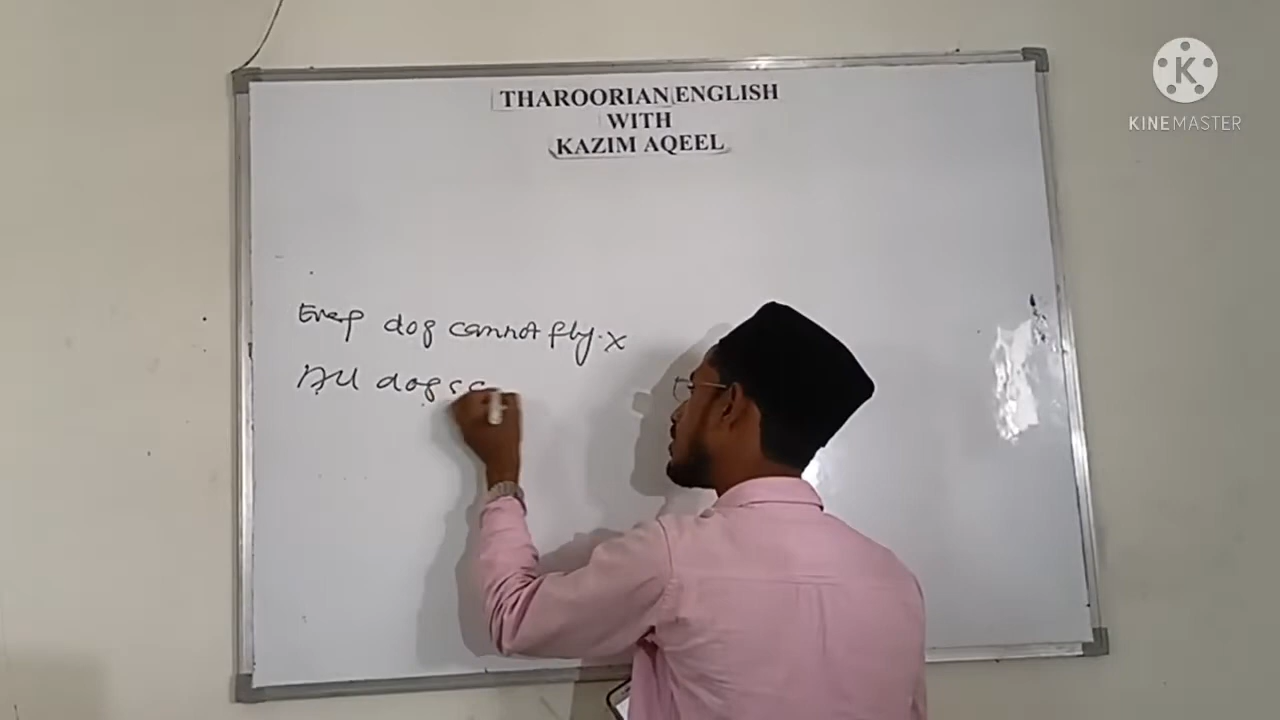 THAROORIAN ENGLISH
WITH
KAZIM AQEEL
K
KINEMASTER
Every dog cannot fly. x
All dogs c